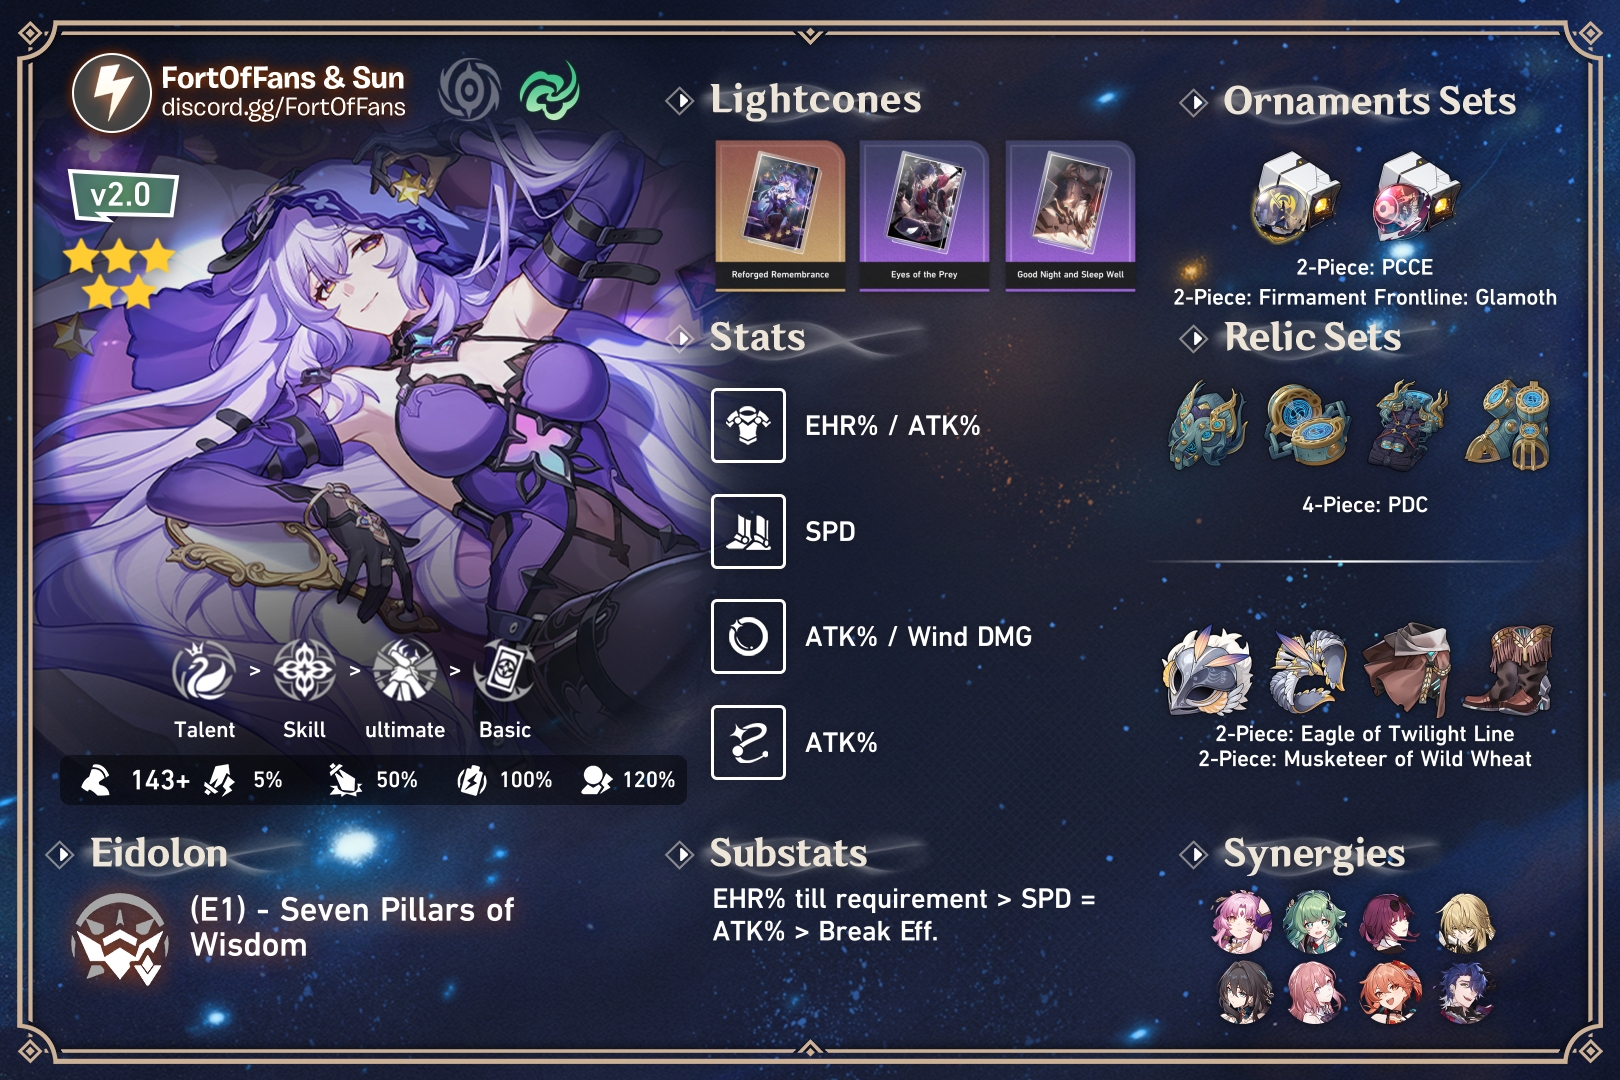 FortOfFans & Sun
discord.gg/FortOfFans
v2.0
Talent > Skill > ultimate > Basic
143+ 5% 50% 100% 120%
Eidolon
(E1) - Seven Pillars of
Wisdom
Lightcones
Reforged Remembrance
Eyes of the Prey
Good Night and Sleep Well
Stats
EHR% / ATK%
SPD
ATK% / Wind DMG
ATK%
Substats
EHR% till requirement > SPD =
ATK% > Break Eff.
Ornaments Sets
2-Piece: PCCE
2-Piece: Firmament Frontline: Glamoth
Relic Sets
4-Piece: PDC
2-Piece: Eagle of Twilight Line
2-Piece: Musketeer of Wild Wheat
Synergies